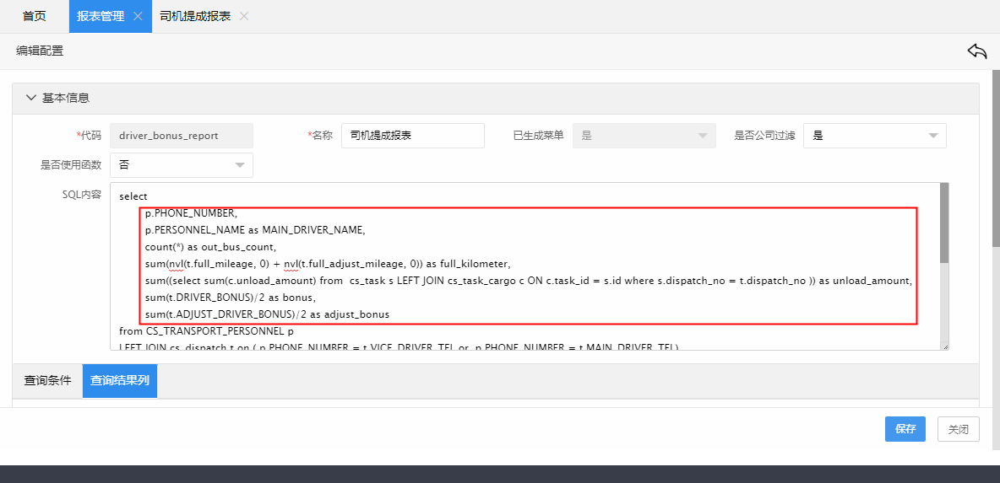 首页 报表管理 司机提成报表
编辑配置
基本信息
*代码 driver_bonus_report *名称 司机提成报表 已生成菜单 是 是否公司过滤 是
是否使用函数 否
SQL内容 select
p.PHONE_NUMBER,
p.PERSONNEL_NAME as MAIN_DRIVER_NAME,
count(*) as out_bus_count,
sum(nvl(t.full_mileage, 0) + nvl(t.full_adjust_mileage, 0)) as full_kilometer,
sum((select sum(c.unload_amount) from  cs_task s LEFT JOIN cs_task_cargo c ON c.task_id = s.id where s.dispatch_no = t.dispatch_no )) as unload_amount,
sum(t.DRIVER_BONUS)/2 as bonus,
sum(t.ADJUST_DRIVER_BONUS)/2 as adjust_bonus
from CS_TRANSPORT_PERSONNEL p
LEFT JOIN cs_dispatch t on ( p.PHONE_NUMBER = t.VICE_DRIVER_TEL or  p.PHONE_NUMBER = t.MAIN_DRIVER_TEL)
查询条件 查询结果列
保存 关闭